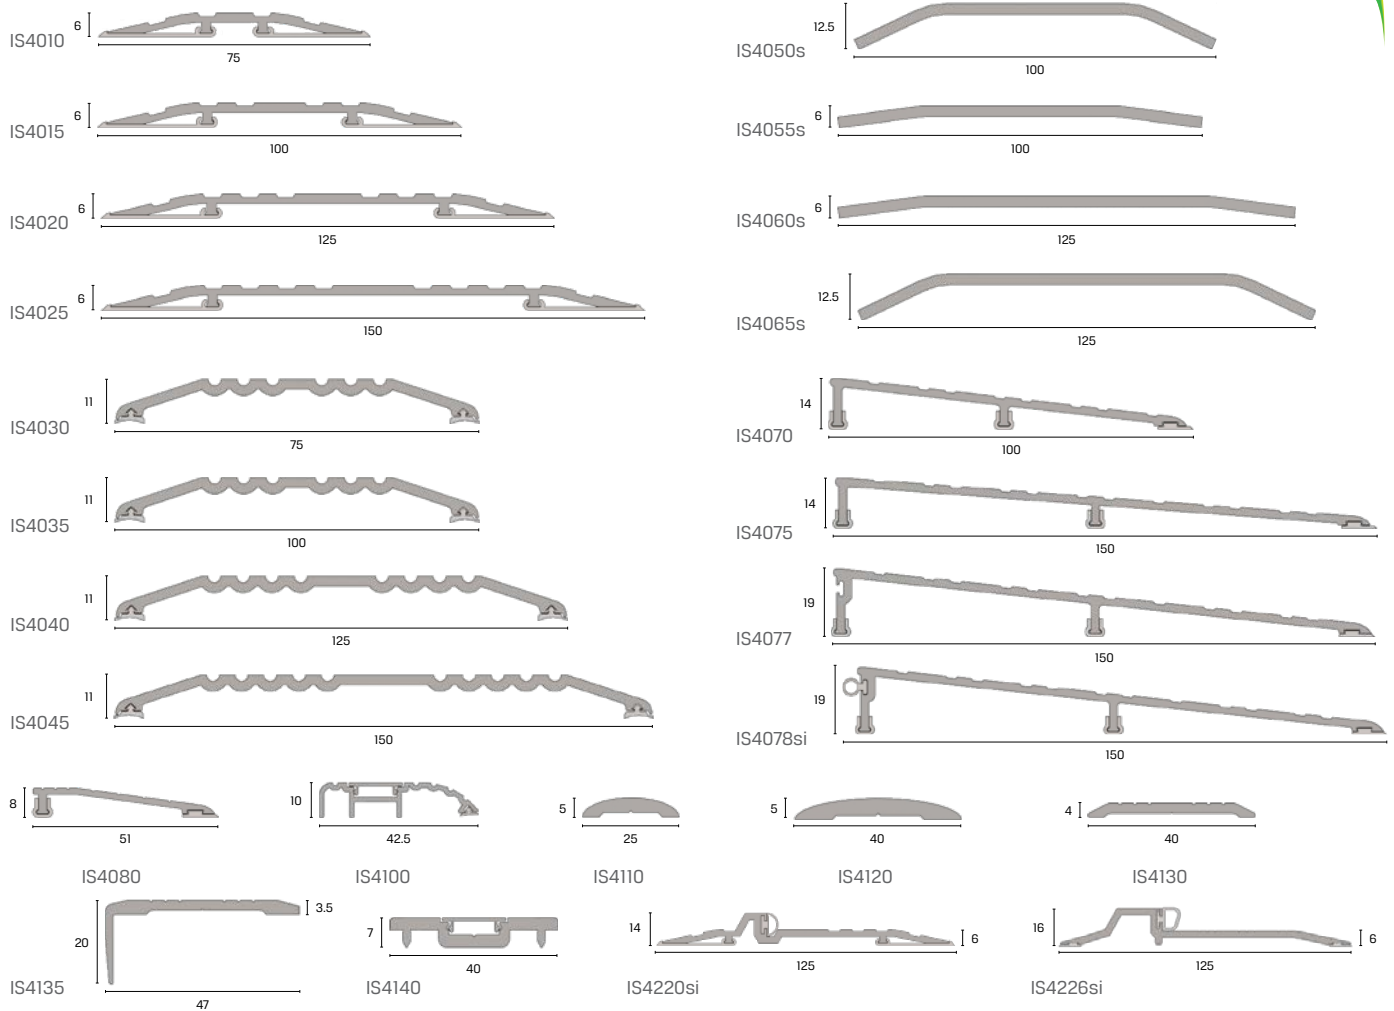 IS4010 6 75
IS4015 6 100
IS4020 6 125
IS4025 6 150
IS4030 11 75
IS4035 11 100
IS4040 11 125
IS4045 11 150
IS4050s 12.5 100
IS4055s 6 100
IS4060s 6 125
IS4065s 12.5 125
IS4070 14 100
IS4075 14 150
IS4077 19 150
IS4078si 19 150
8 51 IS4080
10 42.5 IS4100
5 25 IS4110
5 40 IS4120
4 40 IS4130
20 3.5 47 IS4135
7 40 IS4140
14 6 125 IS4220si
16 6 125 IS4226si